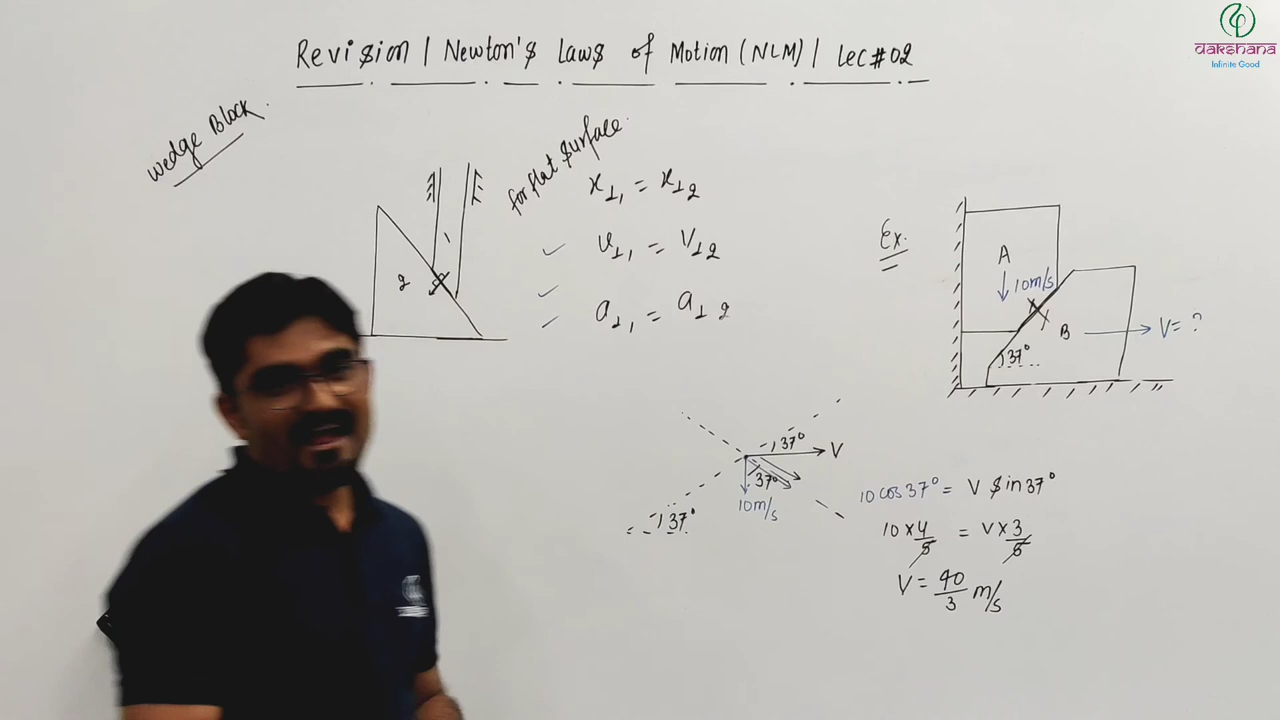 Revision | Newton's Laws of Motion (NLM) | Lec#02
dakshana
Infinite Good
Wedge Block.
for flat surface.
x⊥₁ = x⊥₂
v⊥₁ = v⊥₂
a⊥₁ = a⊥₂
1
2
Ex.
A
10m/s
B
V = ?
37°
37°
V
37°
10m/s
37°
10 cos 37° = V sin 37°
10 × 4/5 = V × 3/5
V = 40/3 m/s